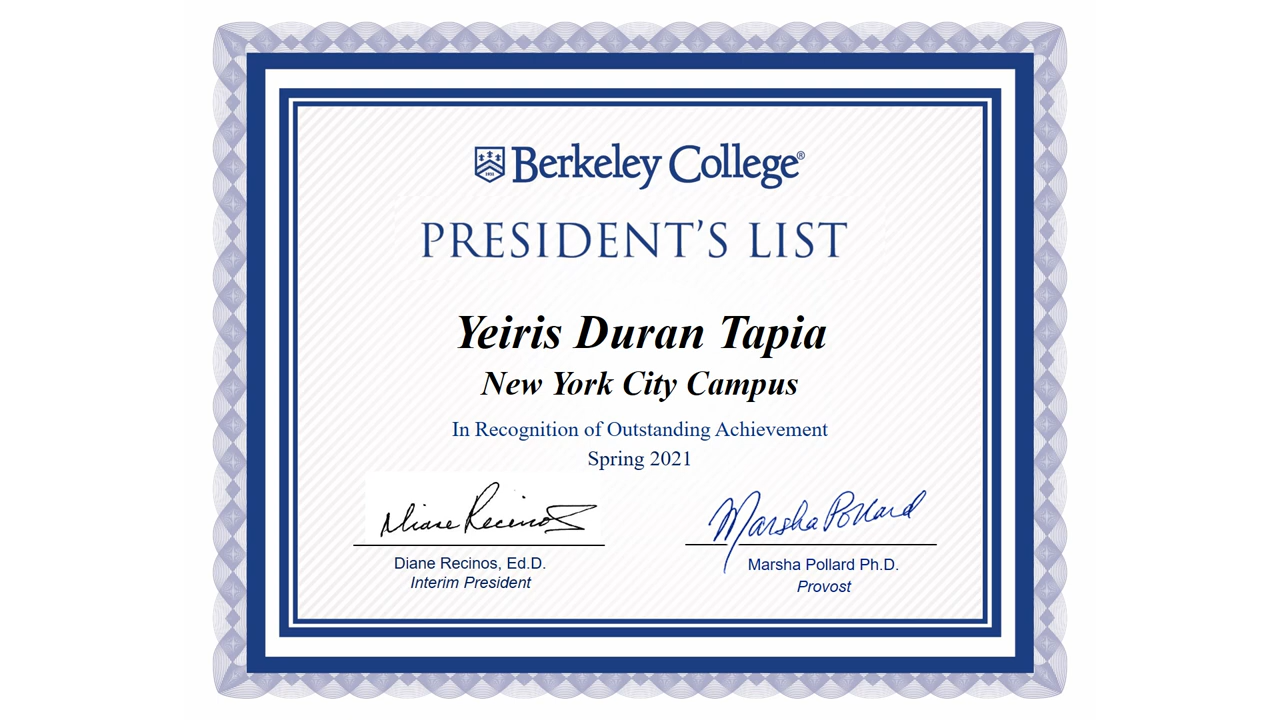 Berkeley College®
PRESIDENT'S LIST
Yeiris Duran Tapia
New York City Campus
In Recognition of Outstanding Achievement
Spring 2021
Diane Recinos
Marsha Pollard
Diane Recinos, Ed.D.
Interim President
Marsha Pollard Ph.D.
Provost